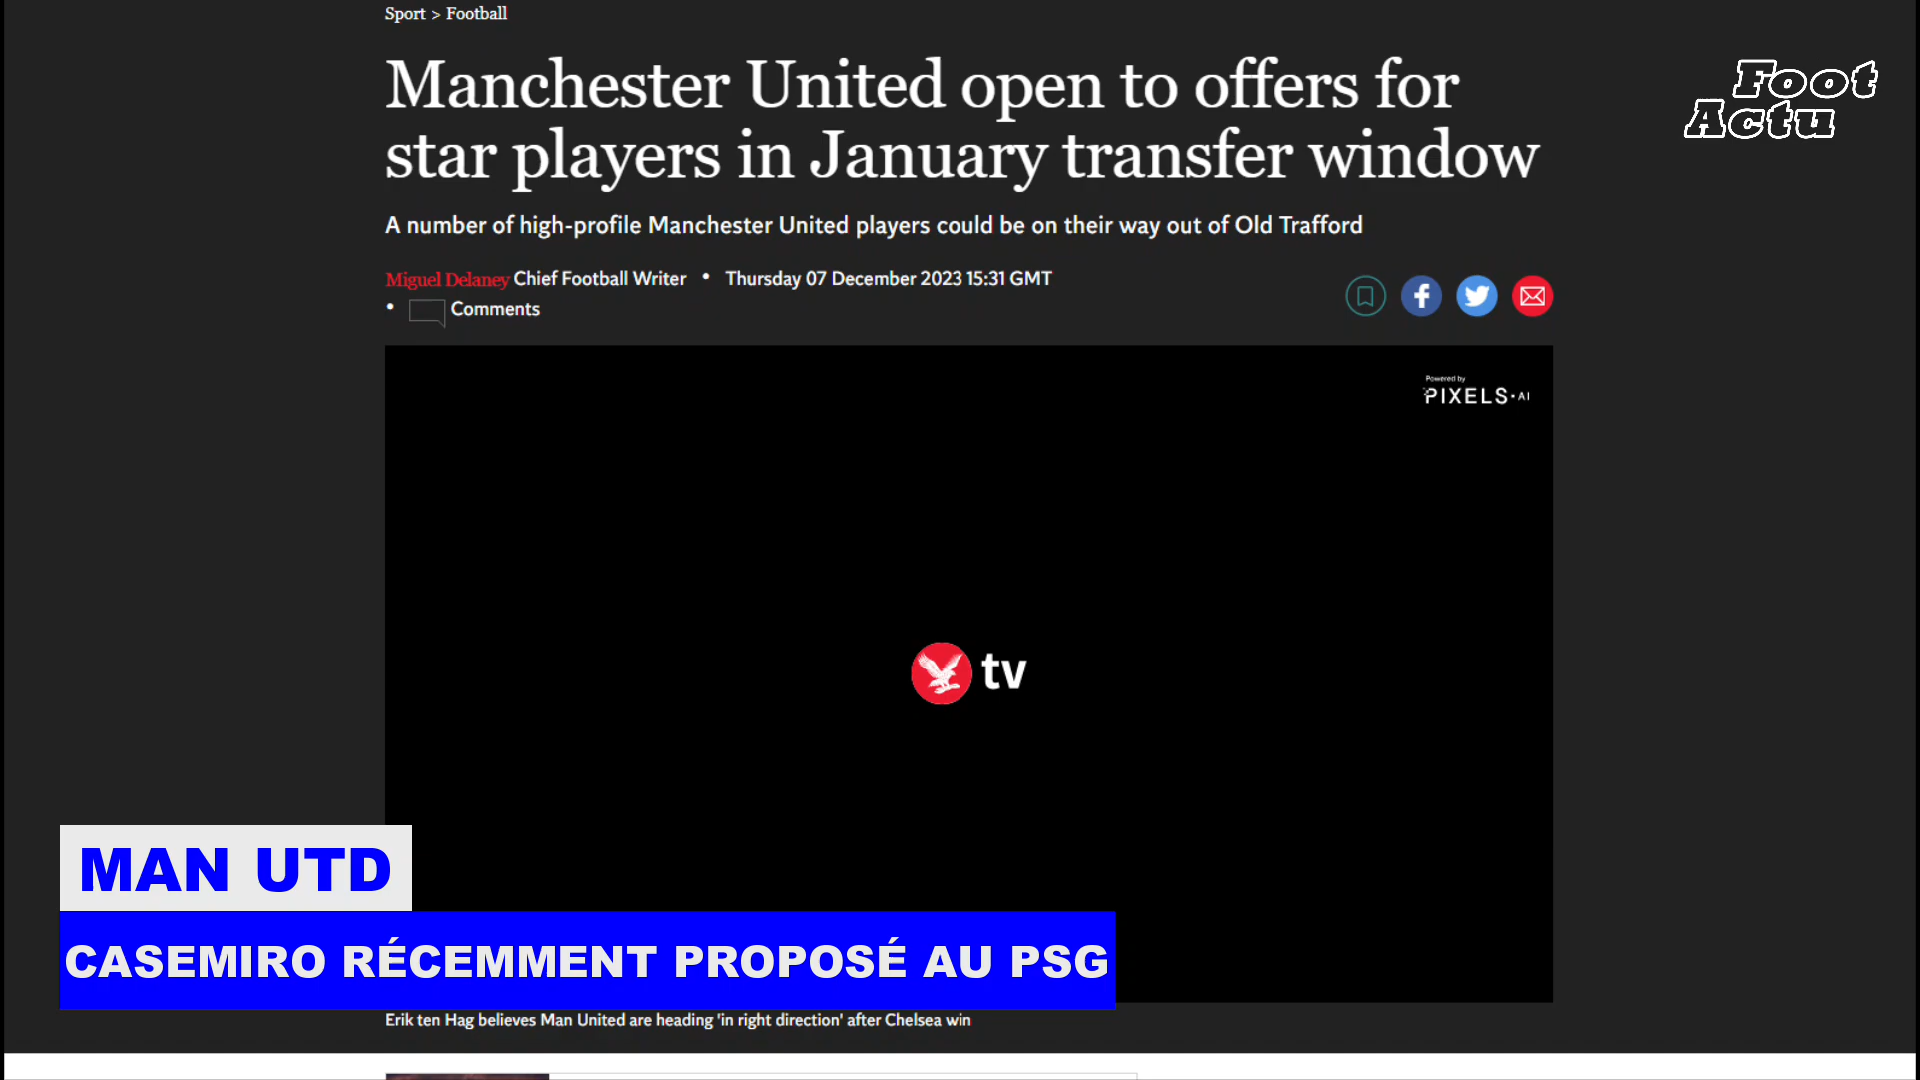 Sport > Football
Manchester United open to offers for
star players in January transfer window
Foot
Actu
A number of high-profile Manchester United players could be on their way out of Old Trafford
Miguel Delaney Chief Football Writer • Thursday 07 December 2023 15:31 GMT
• Comments
Powered by
PIXELS·AI
tv
MAN UTD
CASEMIRO RÉCEMMENT PROPOSÉ AU PSG
Erik ten Hag believes Man United are heading 'in right direction' after Chelsea win